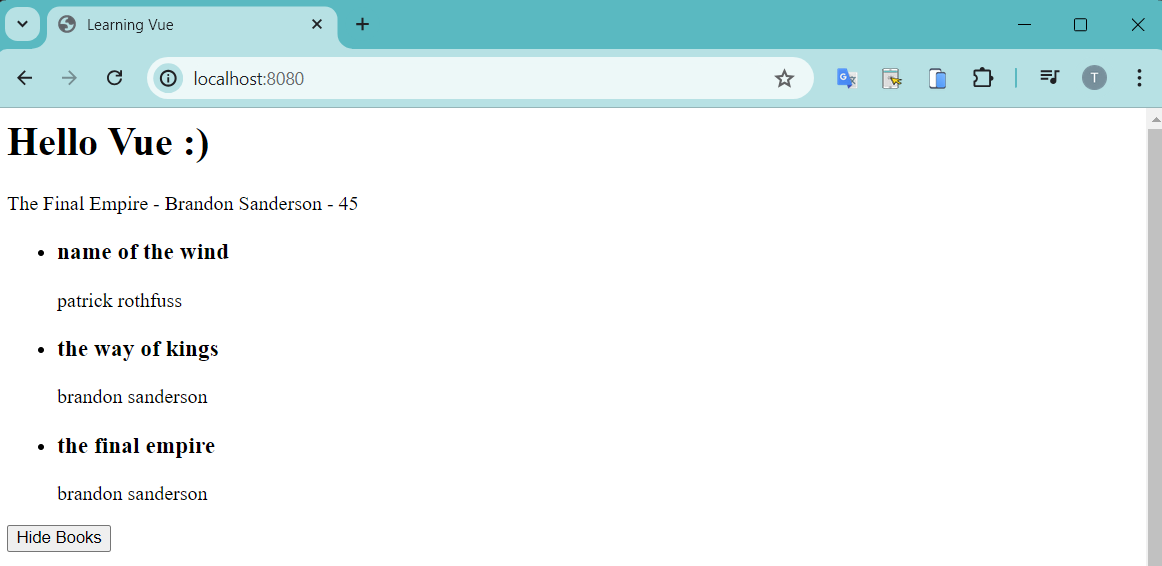 Learning Vue
localhost:8080
T
Hello Vue :)
The Final Empire - Brandon Sanderson - 45
name of the wind
patrick rothfuss
the way of kings
brandon sanderson
the final empire
brandon sanderson
Hide Books